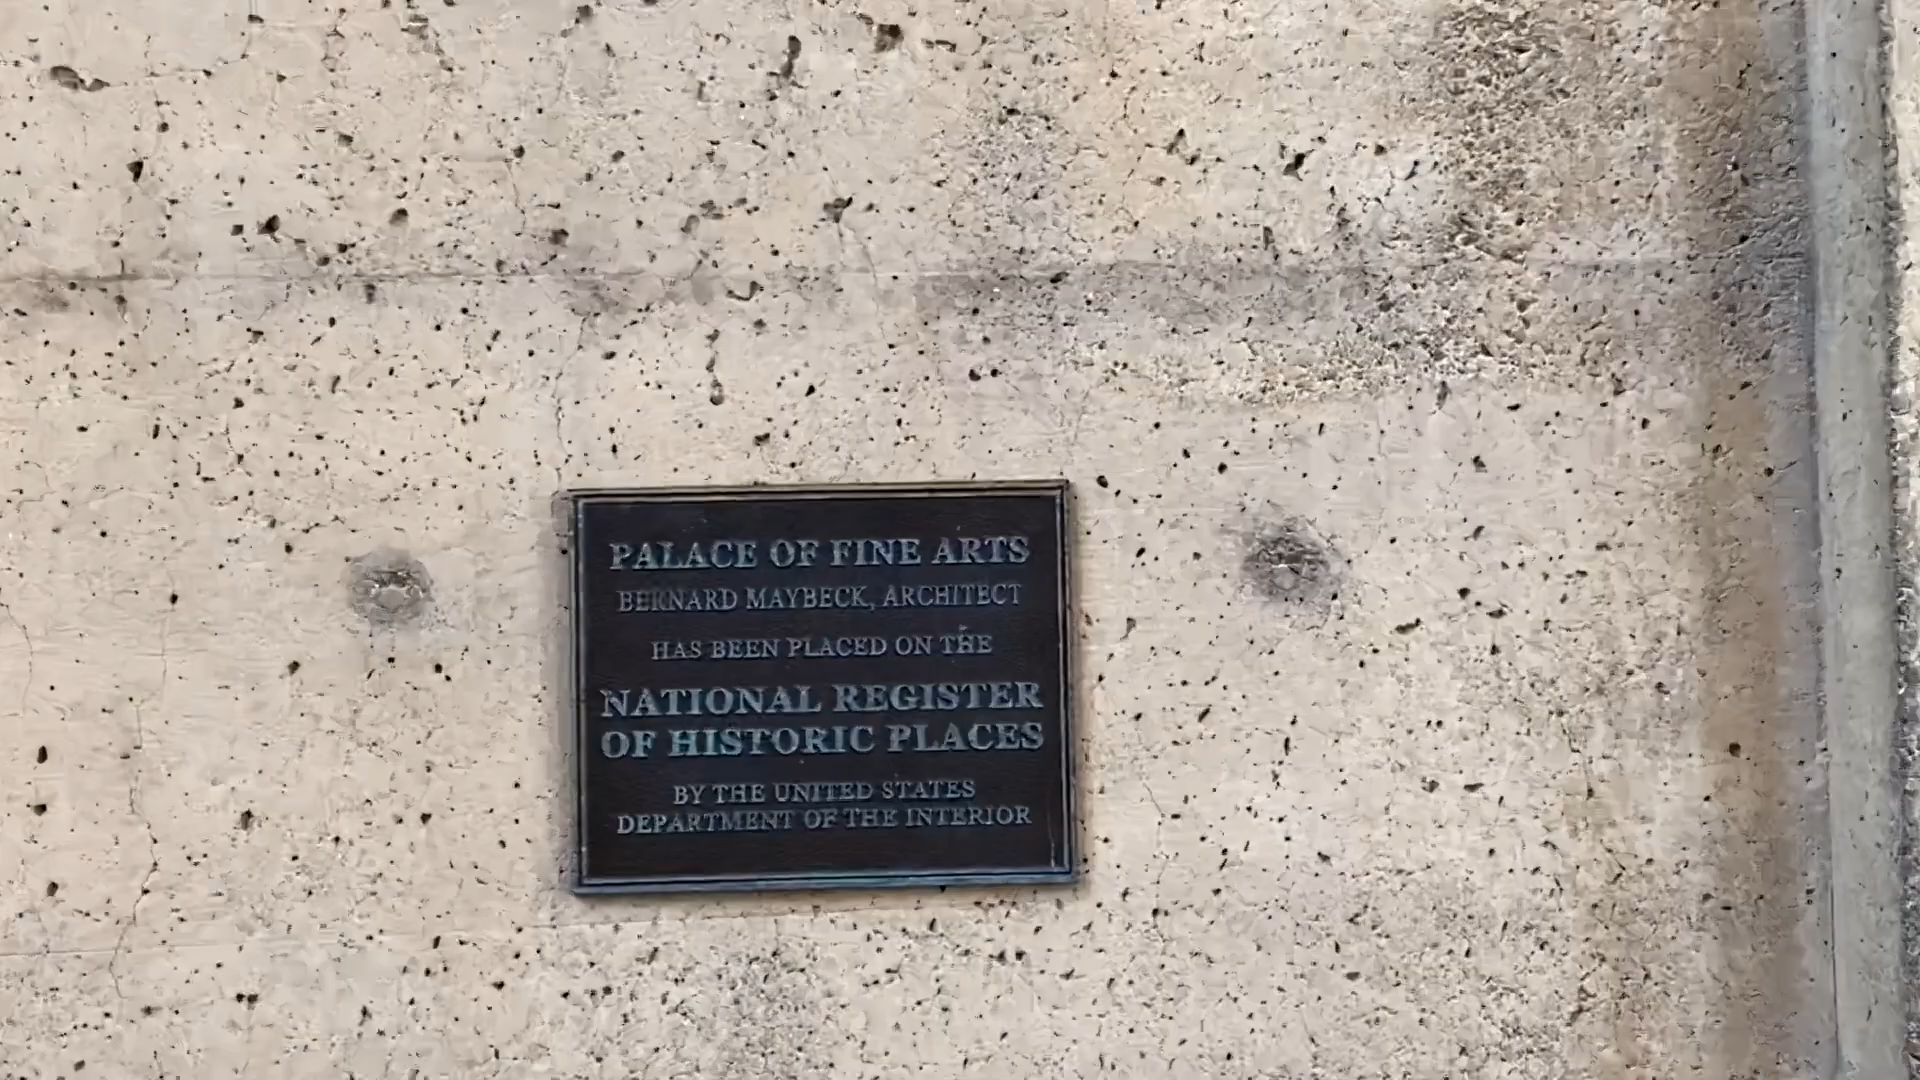 PALACE OF FINE ARTS
BERNARD MAYBECK, ARCHITECT
HAS BEEN PLACED ON THE
NATIONAL REGISTER
OF HISTORIC PLACES
BY THE UNITED STATES
DEPARTMENT OF THE INTERIOR